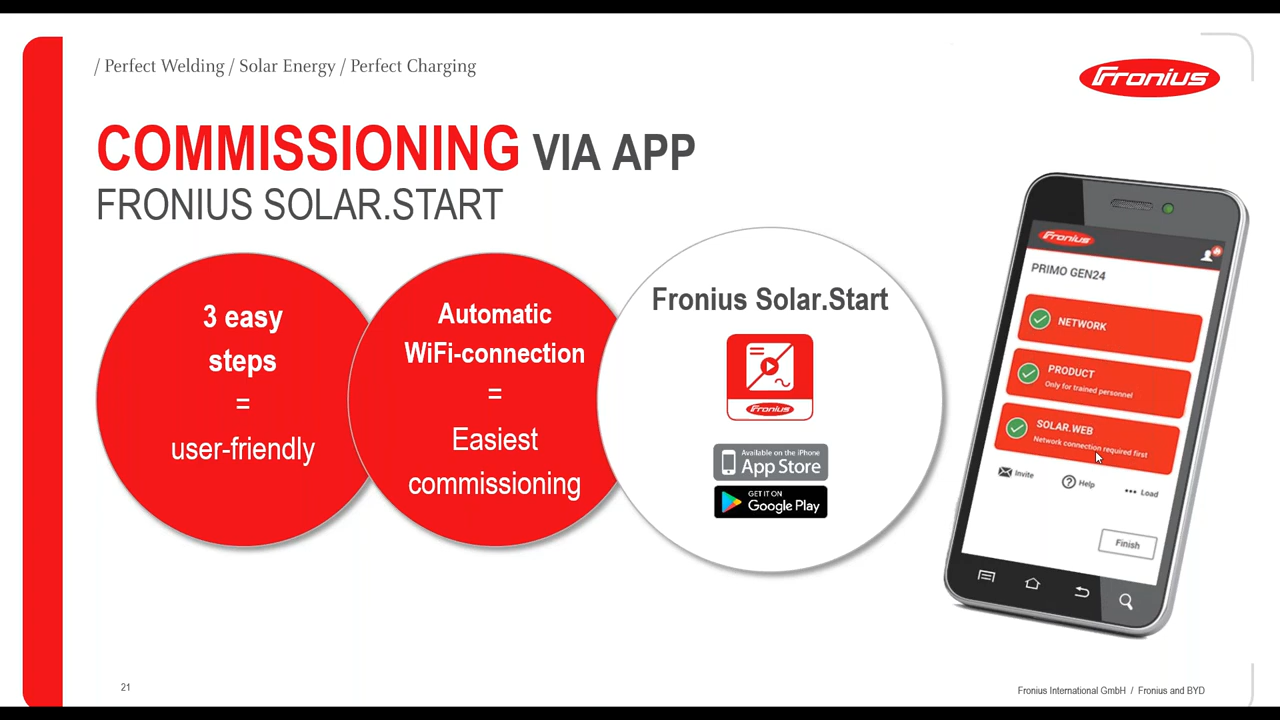 / Perfect Welding / Solar Energy / Perfect Charging
Fronius
COMMISSIONING VIA APP
FRONIUS SOLAR.START
3 easy
steps
=
user-friendly
Automatic
WiFi-connection
=
Easiest
commissioning
Fronius Solar.Start
Fronius
Available on the iPhone
App Store
GET IT ON
Google Play
Fronius
PRIMO GEN24
NETWORK
PRODUCT
Only for trained personnel
SOLAR.WEB
Network connection required first
Invite
Help
Load
Finish
21
Fronius International GmbH / Fronius and BYD